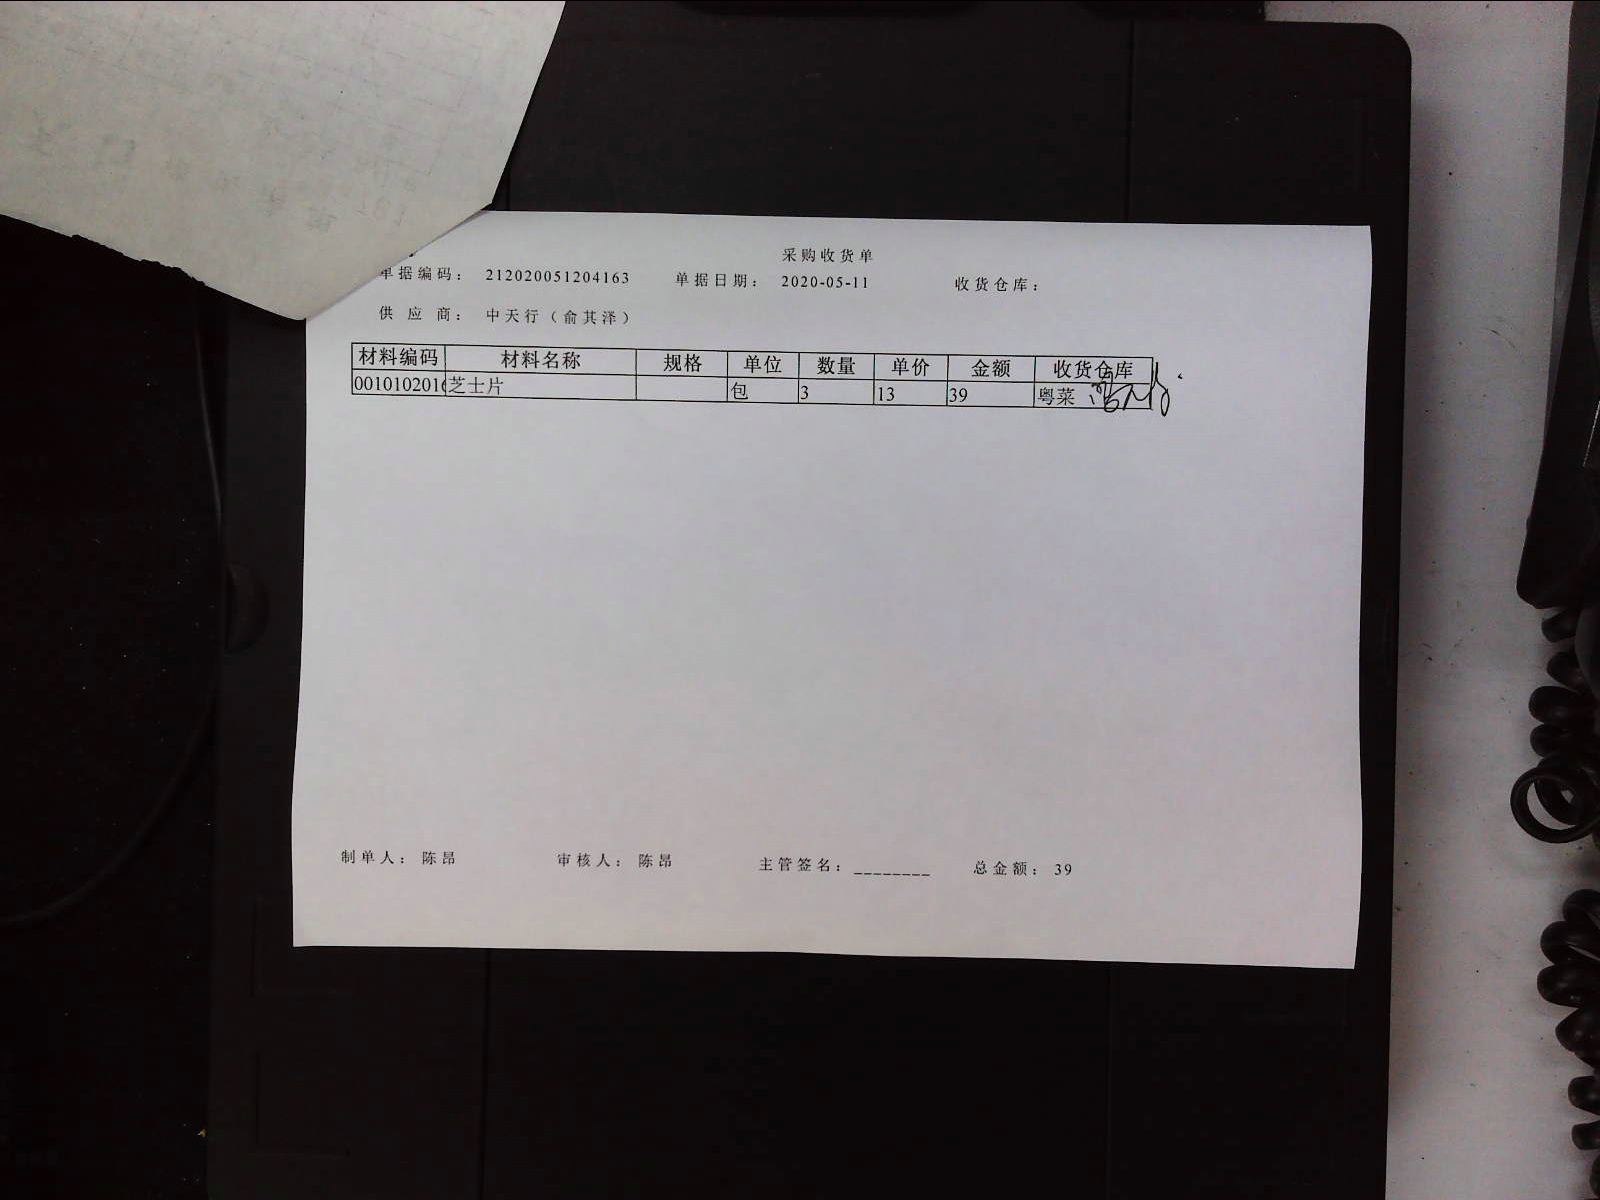 采购收货单
单据编码： 212020051204163 单据日期： 2020-05-11 收货仓库：
供应商： 中天行（俞其泽）
材料编码 材料名称 规格 单位 数量 单价 金额 收货仓库
001010201 芝士片 包 3 13 39 粤菜
制单人： 陈昂 审核人： 陈昂 主管签名：________ 总金额： 39